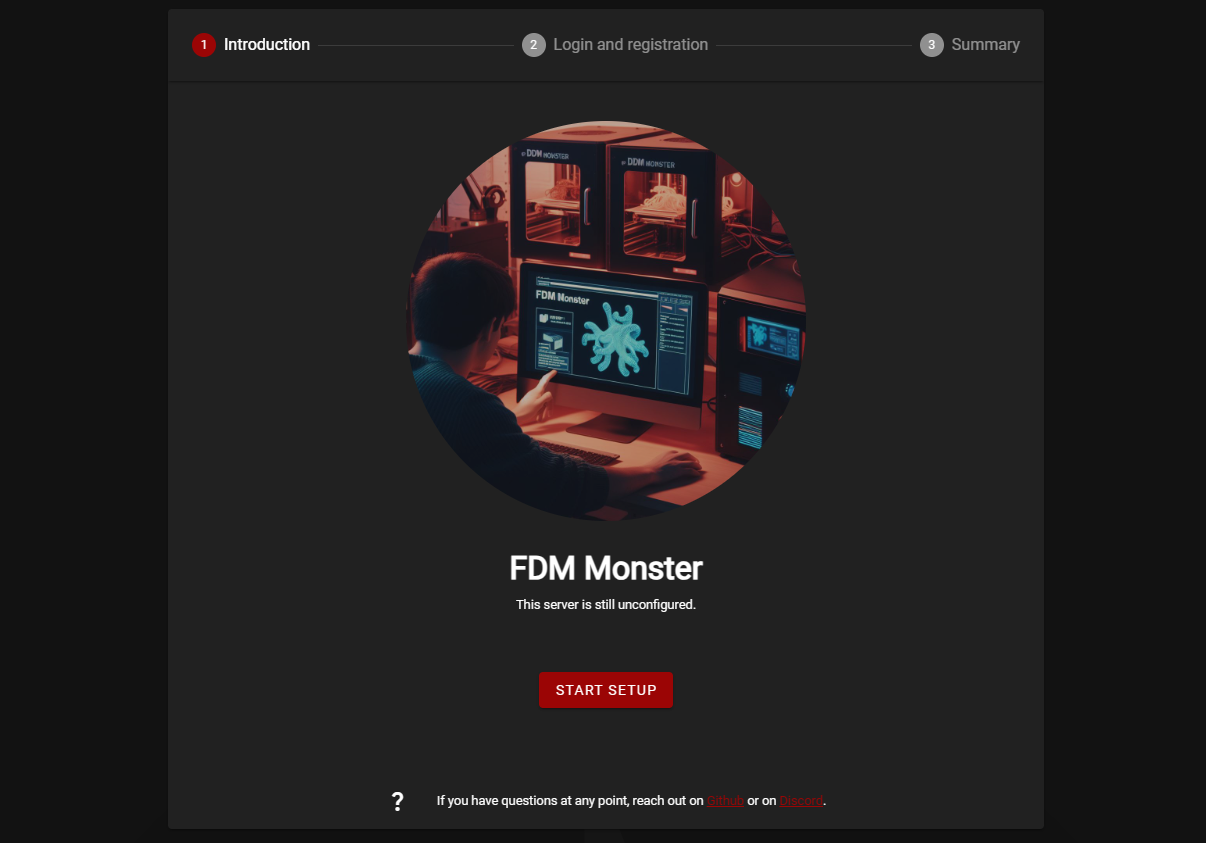 1 Introduction
2 Login and registration
3 Summary
DDM MONSTER
DDM MONSTER
FDM Monster
FDM Monster
This server is still unconfigured.
START SETUP
? If you have questions at any point, reach out on Github or on Discord.